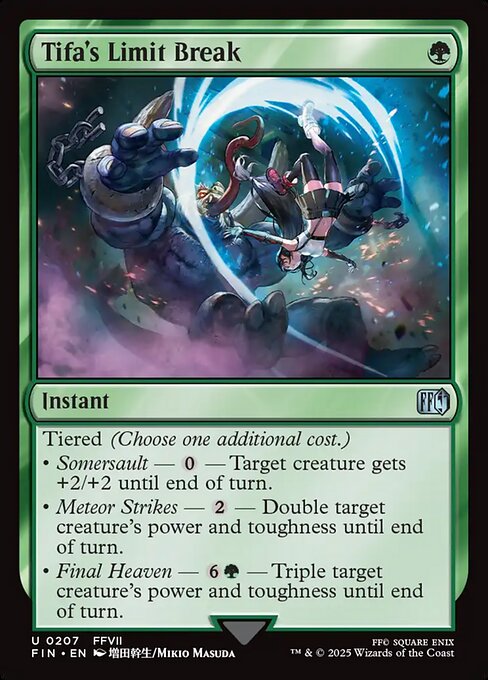 Tifa's Limit Break
Instant
FF
Tiered (Choose one additional cost.)
• Somersault — 0 — Target creature gets
+2/+2 until end of turn.
• Meteor Strikes — 2 — Double target
creature's power and toughness until end
of turn.
• Final Heaven — 6 — Triple target
creature's power and toughness until end
of turn.
U 0207 FFVII
FIN • EN 増田幹生/Mikio Masuda
FF© SQUARE ENIX
™ & © 2025 Wizards of the Coast